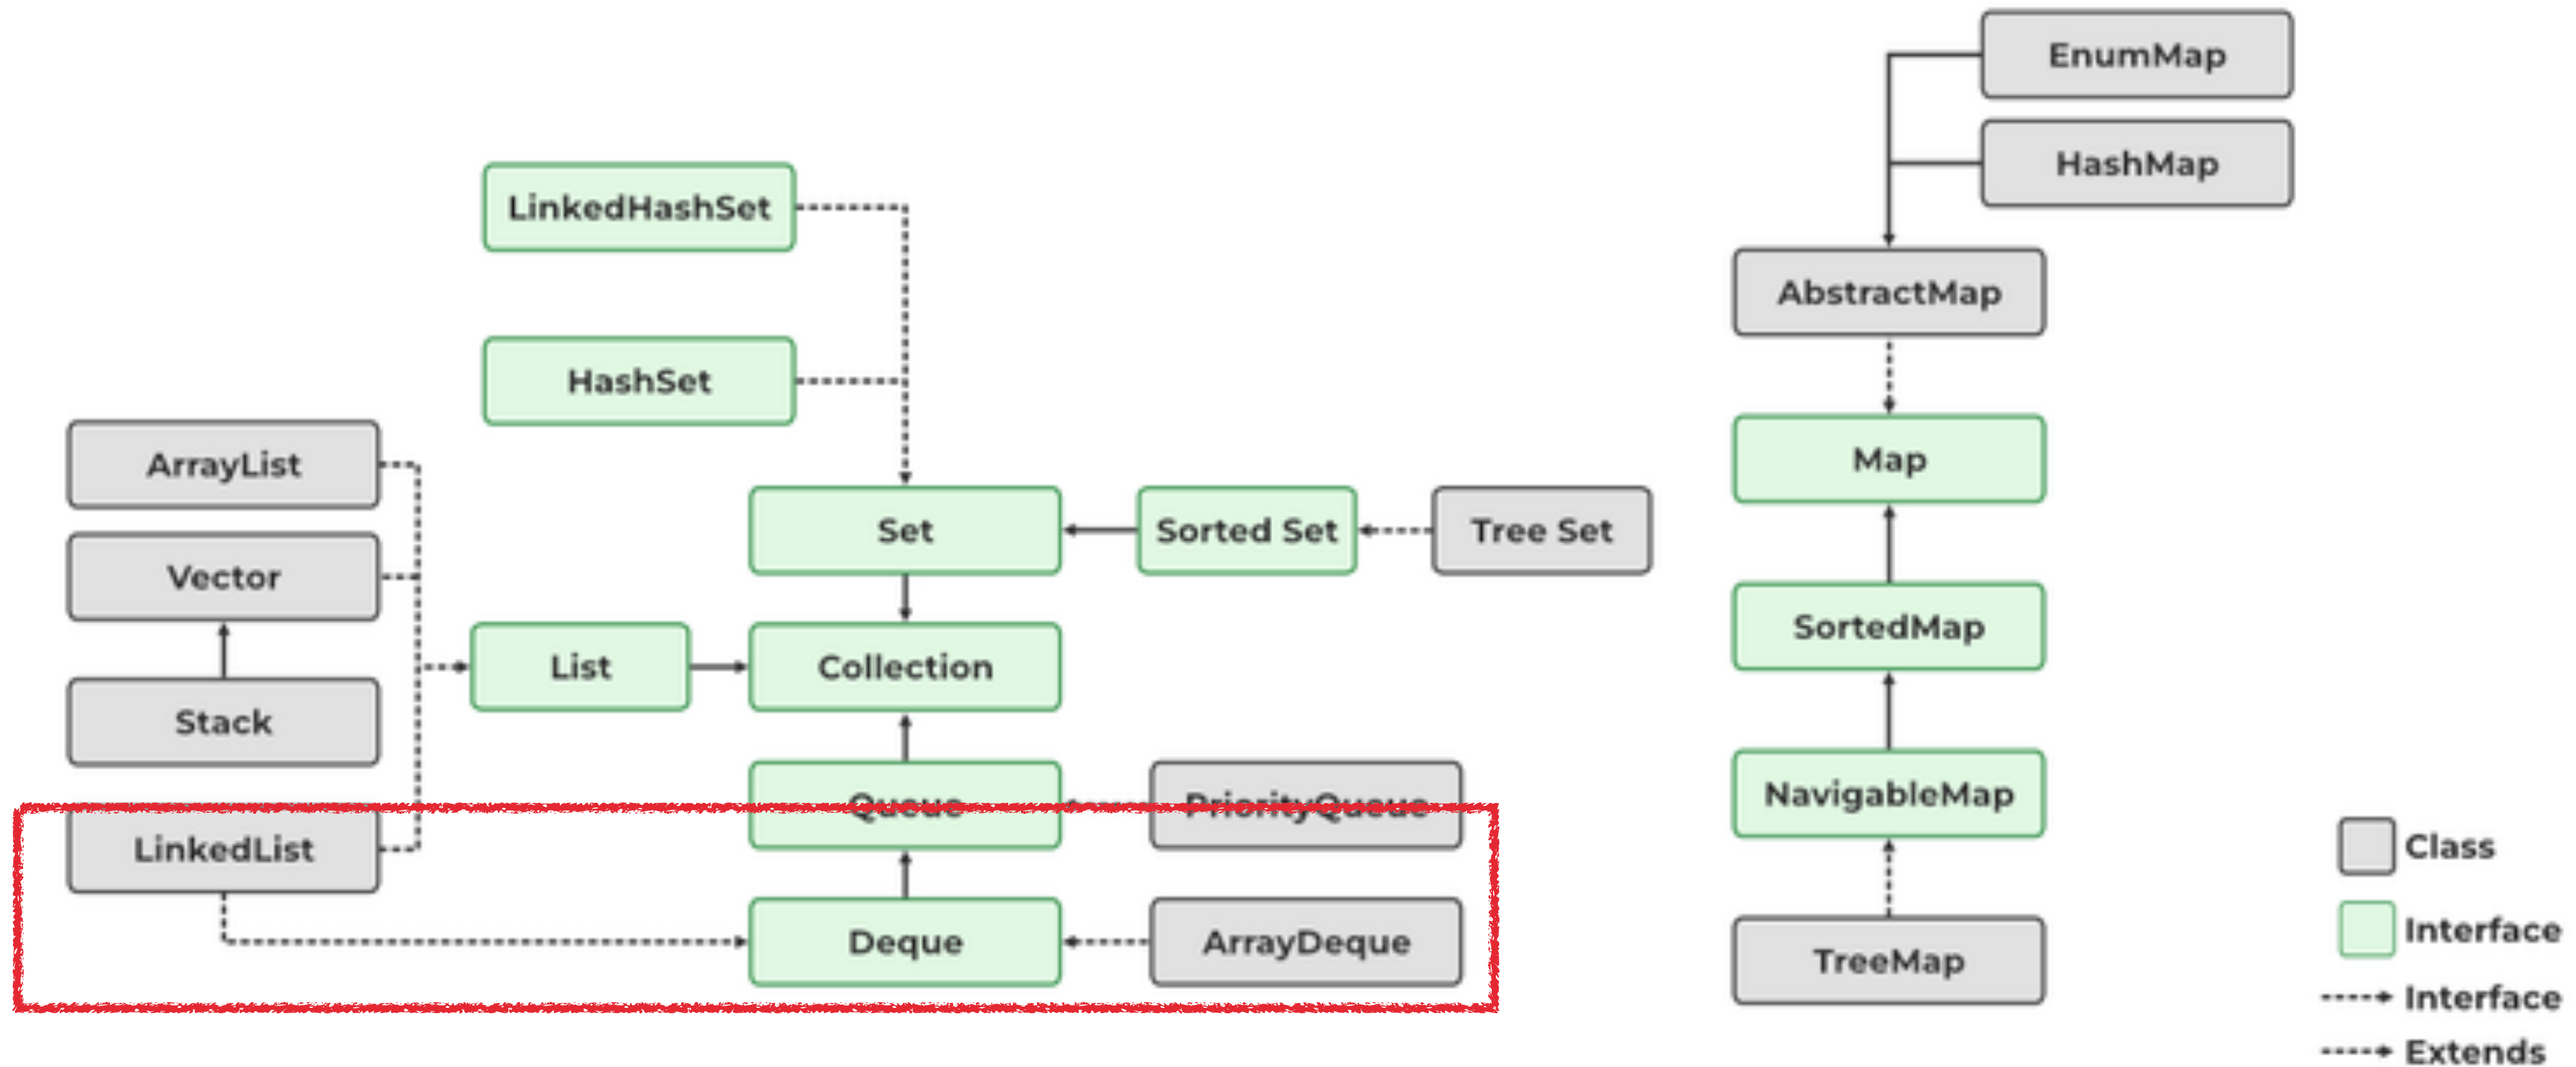 EnumMap
HashMap
LinkedHashSet
AbstractMap
HashSet
ArrayList
Map
Vector
Set
Sorted Set
Tree Set
SortedMap
List
Collection
Stack
NavigableMap
Queue
PriorityQueue
LinkedList
Class
Deque
ArrayDeque
Interface
TreeMap
Interface
Extends